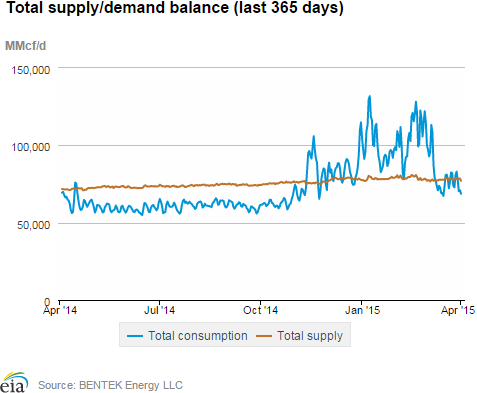 Total supply/demand balance (last 365 days)
MMcf/d
150,000
100,000
50,000
0
Apr '14 Jul '14 Oct '14 Jan '15 Apr '15
Total consumption Total supply
eia Source: BENTEK Energy LLC